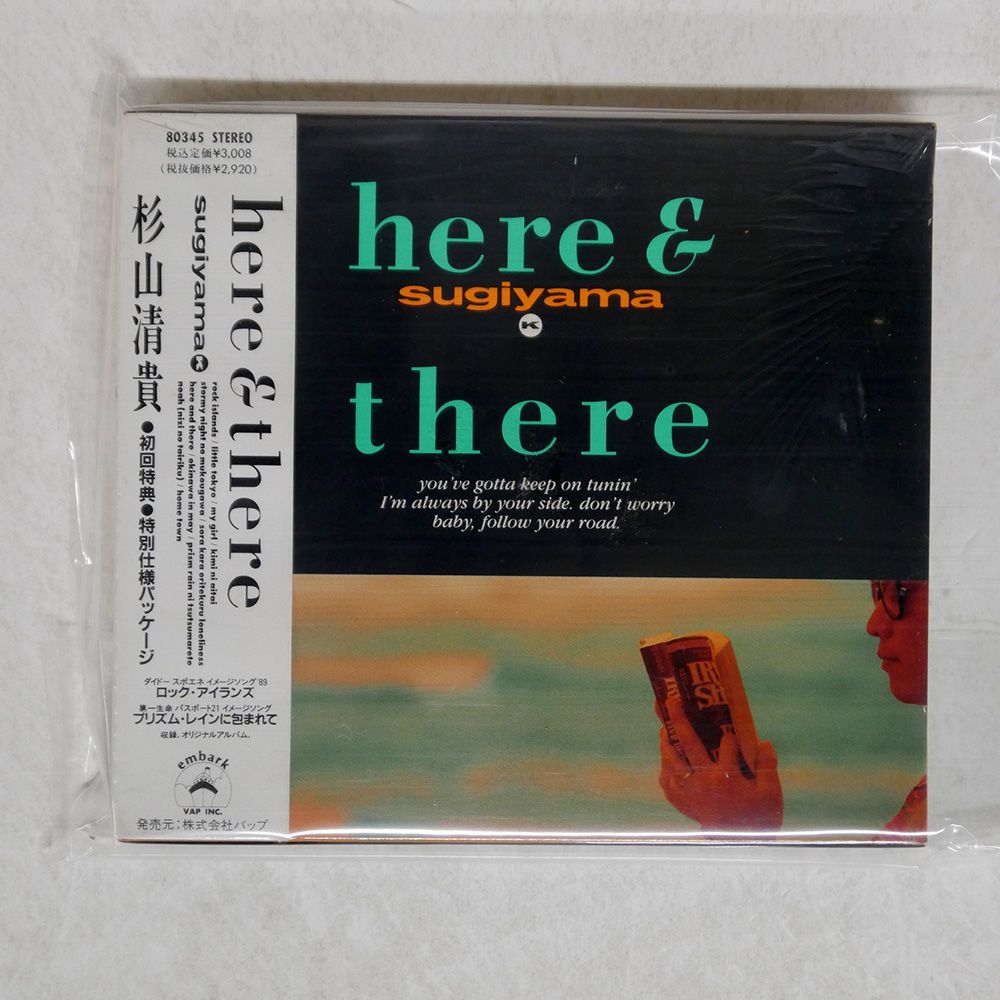 80345 STEREO
税込定価¥3,008
(税抜価格¥2,920)
here & there
sugiyama K
rock islands / little tokyo / my girl / kimi ni aitai
stormy night no mukougawa / sora kara oritekuru loneliness
here and there / okinawa in may / prism rain ni tsutsumarete
noah (nizi no tairiku) / home town
杉山清貴 ●初回特典●特別仕様パッケージ
ダイドー スポエネ イメージソング'89
ロック・アイランズ
第一生命 パスポート21 イメージソング
プリズム・レインに包まれて
収録。オリジナルアルバム。
embark
VAP INC.
発売元:株式会社バップ
here &
sugiyama
K
there
you've gotta keep on tunin'
I'm always by your side. don't worry
baby, follow your road.